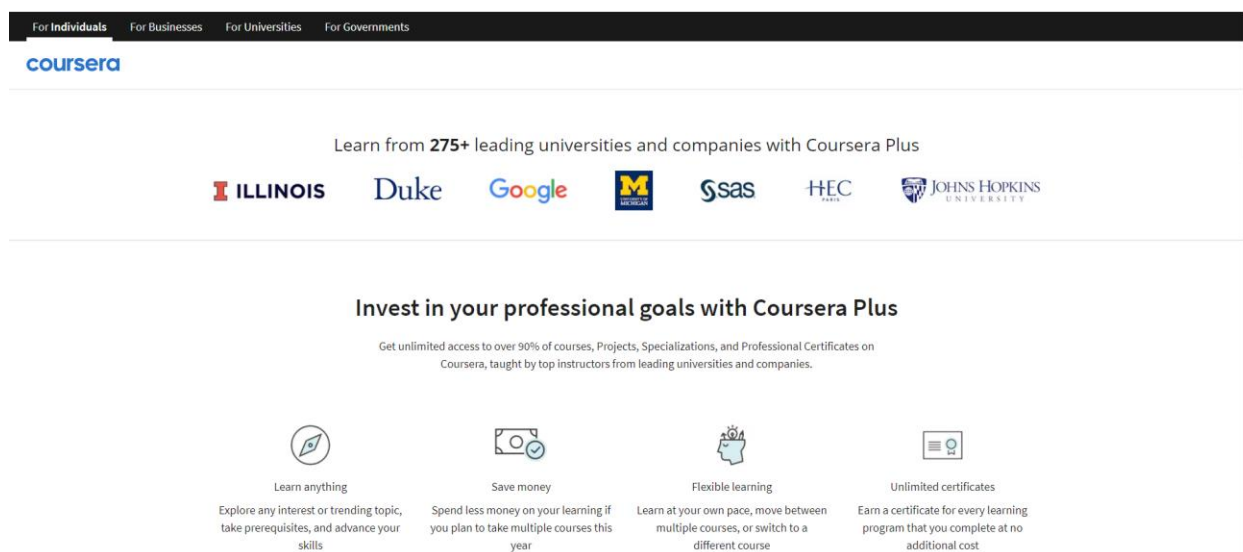 For Individuals For Businesses For Universities For Governments
coursera
Learn from 275+ leading universities and companies with Coursera Plus
I ILLINOIS Duke Google M UNIVERSITY OF MICHIGAN sas HEC PARIS JOHNS HOPKINS UNIVERSITY
Invest in your professional goals with Coursera Plus
Get unlimited access to over 90% of courses, Projects, Specializations, and Professional Certificates on
Coursera, taught by top instructors from leading universities and companies.
Learn anything
Explore any interest or trending topic,
take prerequisites, and advance your
skills
Save money
Spend less money on your learning if
you plan to take multiple courses this
year
Flexible learning
Learn at your own pace, move between
multiple courses, or switch to a
different course
Unlimited certificates
Earn a certificate for every learning
program that you complete at no
additional cost